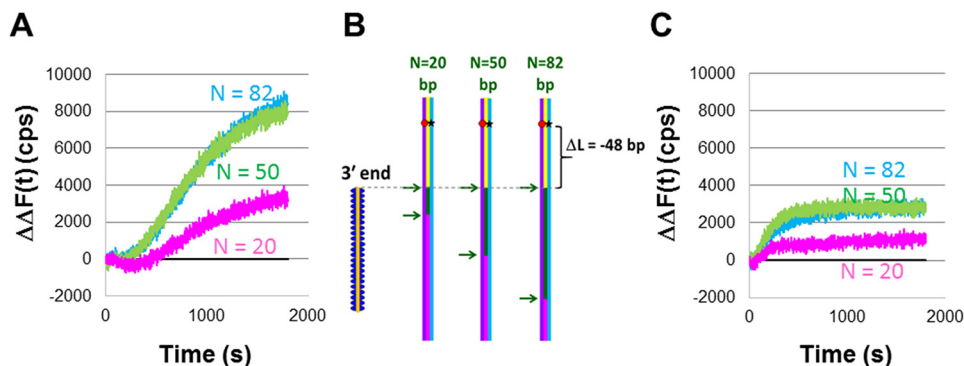 A
B
C
10000
8000
6000
4000
2000
0
-2000
ΔΔF(t) (cps)
N = 82
N = 50
N = 20
0
1000
2000
Time (s)
N=20 N=50 N=82
bp bp bp
ΔL = -48 bp
3' end
10000
8000
6000
4000
2000
0
-2000
ΔΔF(t) (cps)
N = 82
N = 50
N = 20
0
1000
2000
Time (s)